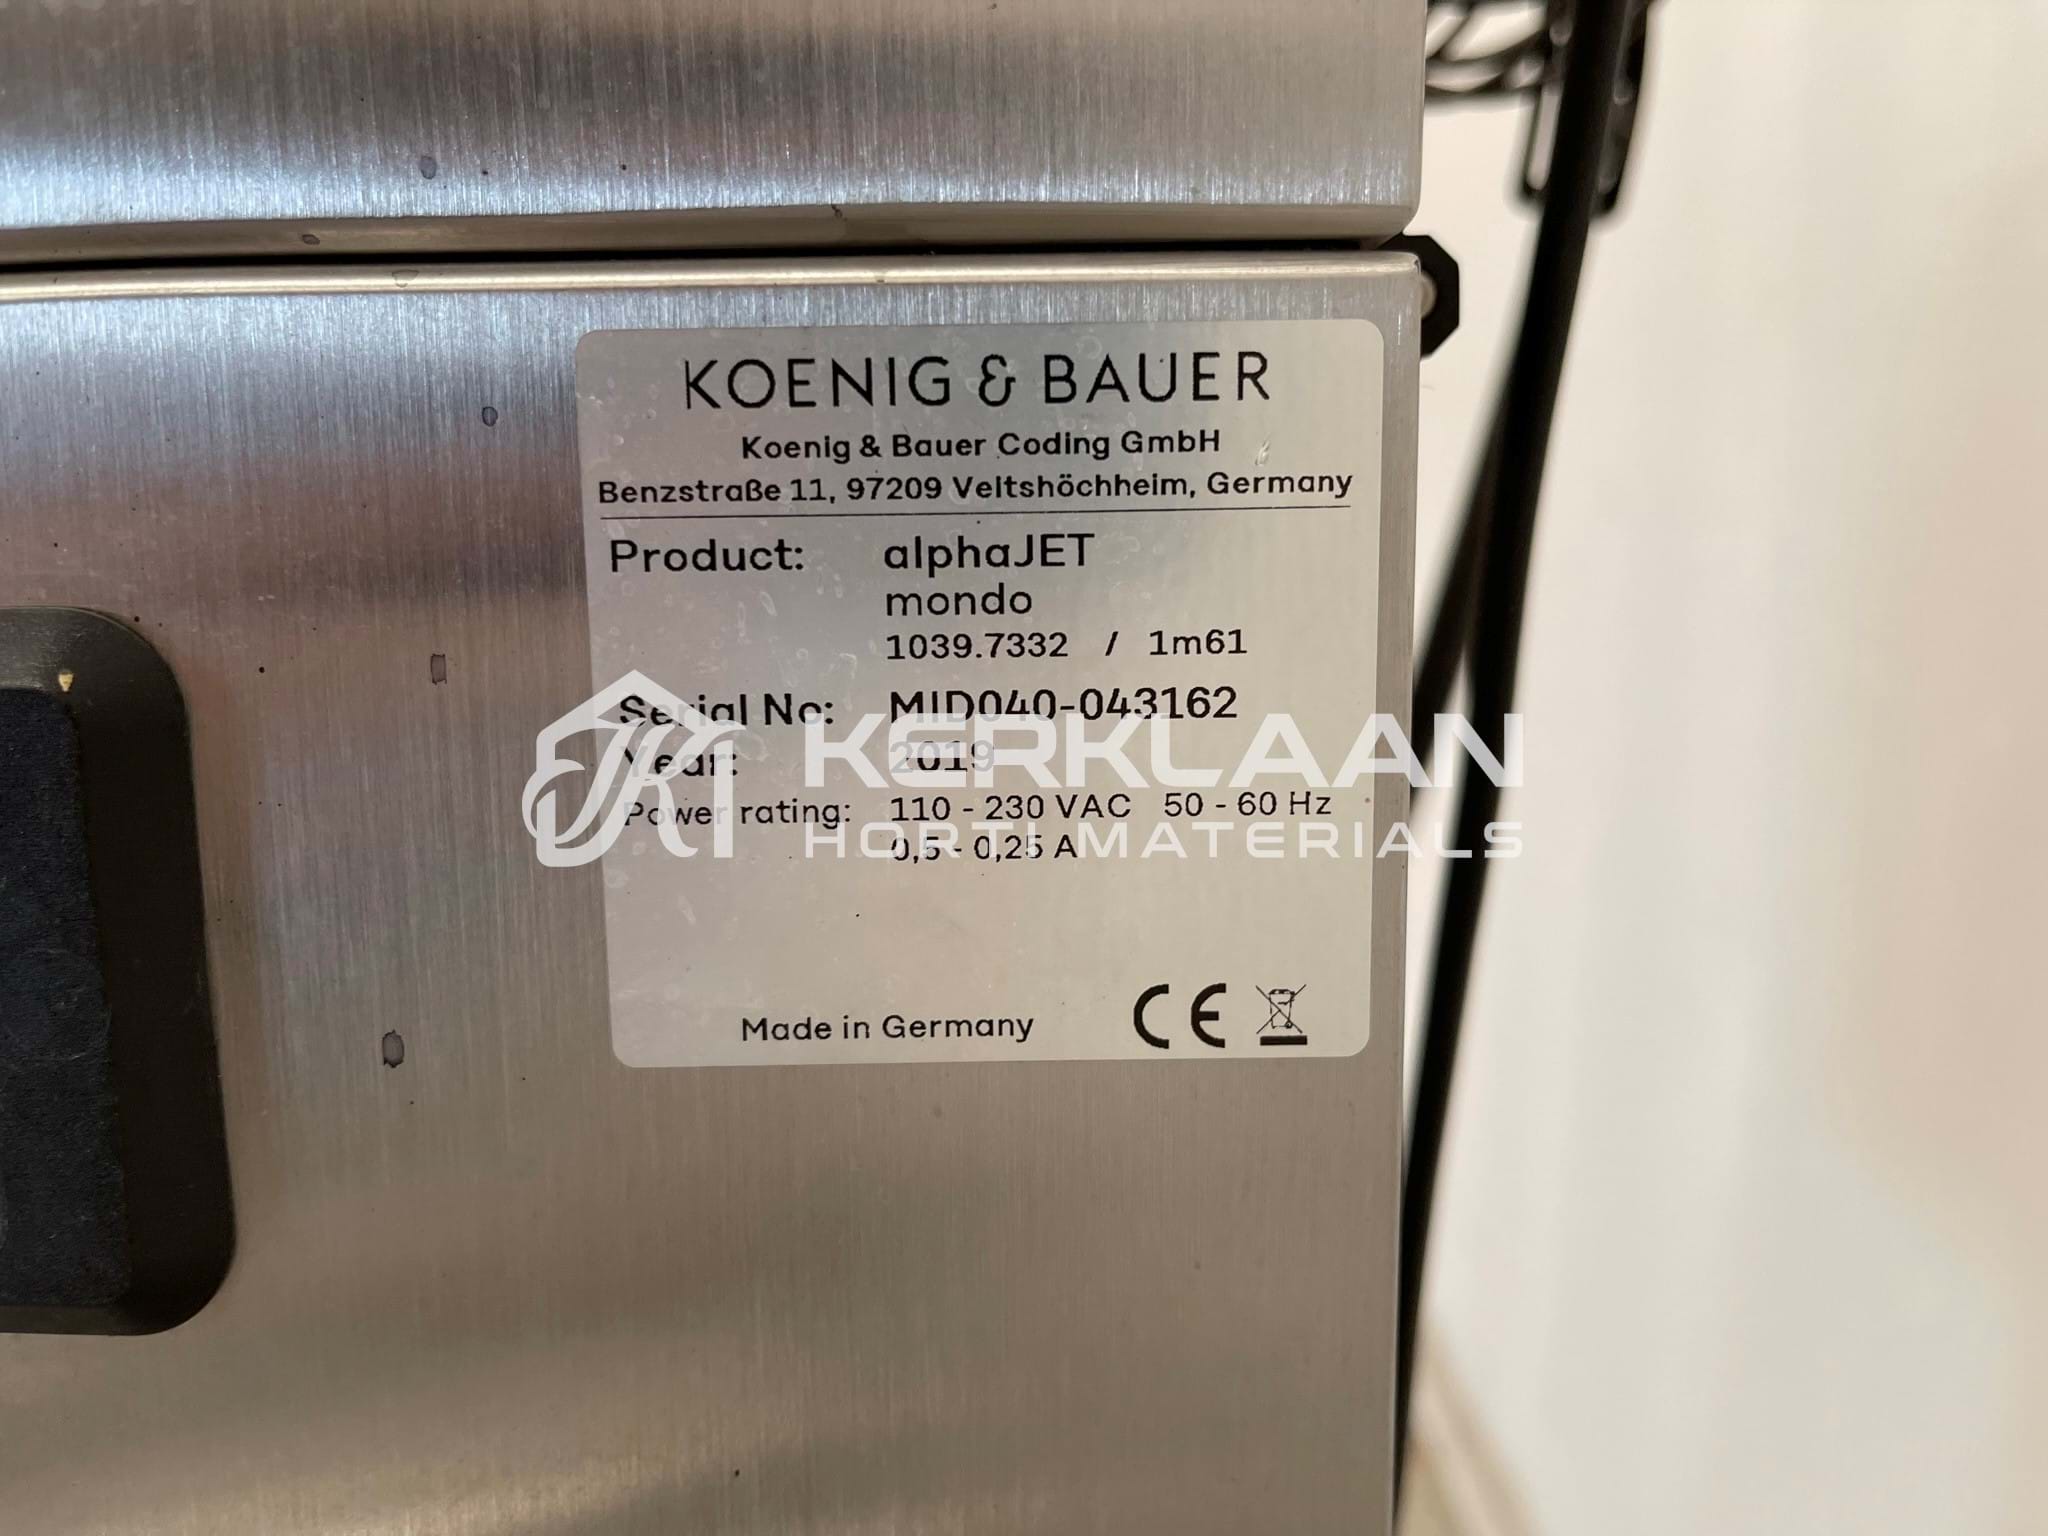 KOENIG & BAUER
Koenig & Bauer Coding GmbH
Benzstraße 11, 97209 Veitshöchheim, Germany
Product: alphaJET
mondo
1039.7332 / 1m61
Serial No: MID040-043162
Year: 2019
KERKLAAN
Power rating: 110 - 230 VAC 50 - 60 Hz
HORTI MATERIALS
0,5 - 0,25 A
Made in Germany CE